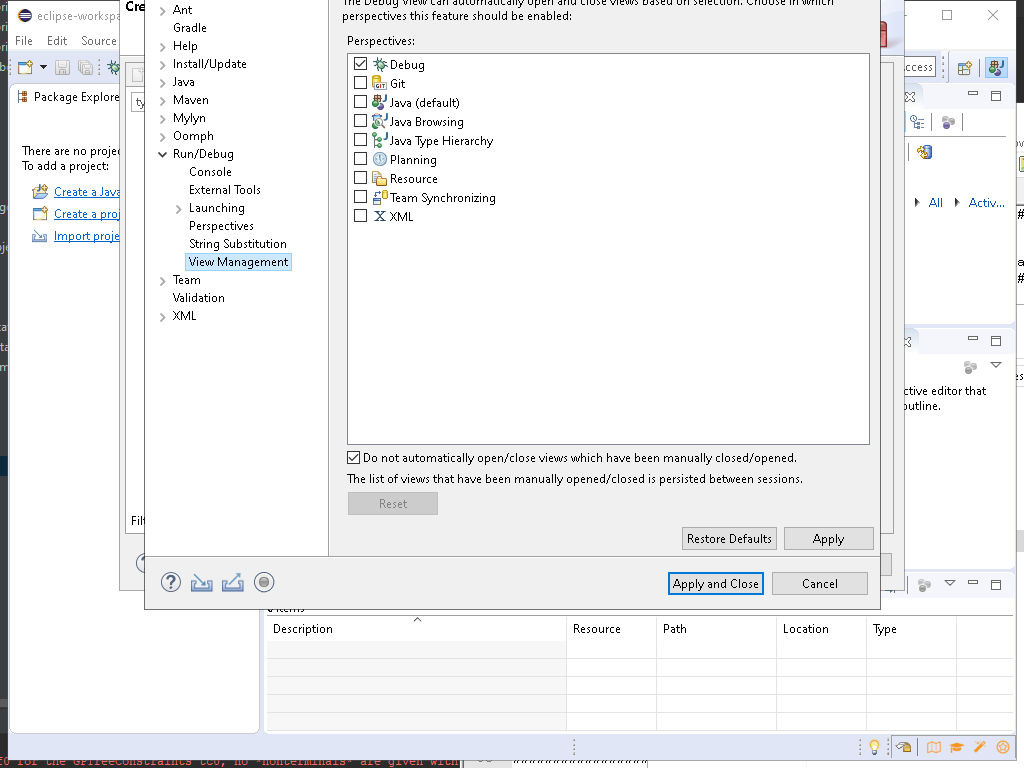 eclipse-workspa
Cre
File Edit Source
Package Explore
There are no projec
To add a project:
Create a Java
Create a proj
Import proje
ty
Filt
Ant
Gradle
Help
Install/Update
Java
Maven
Mylyn
Oomph
Run/Debug
Console
External Tools
Launching
Perspectives
String Substitution
View Management
Team
Validation
XML
The Debug View can automatically open and close views based on selection. Choose in which
perspectives this feature should be enabled:
Perspectives:
Debug
Git
Java (default)
Java Browsing
Java Type Hierarchy
Planning
Resource
Team Synchronizing
XML
Do not automatically open/close views which have been manually closed/opened.
The list of views that have been manually opened/closed is persisted between sessions.
Reset
Restore Defaults Apply
Apply and Close Cancel
ccess
All Activ...
ctive editor that
outline.
items
Description Resource Path Location Type
for the GPTreeConstraints tc0, no "nonterminals" are given with